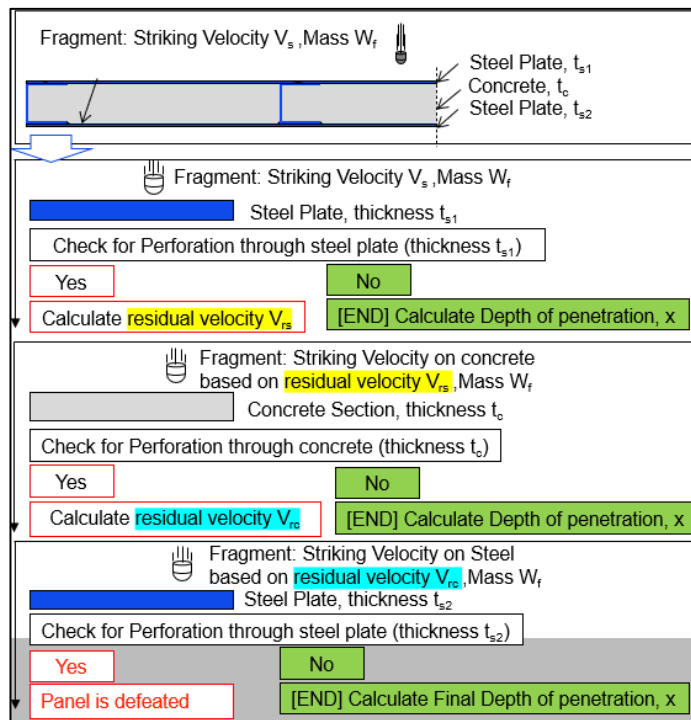 Fragment: Striking Velocity Vs ,Mass Wf
Steel Plate, ts1
Concrete, tc
Steel Plate, ts2
Fragment: Striking Velocity Vs ,Mass Wf
Steel Plate, thickness ts1
Check for Perforation through steel plate (thickness ts1)
Yes
No
Calculate residual velocity Vrs
[END] Calculate Depth of penetration, x
Fragment: Striking Velocity on concrete
based on residual velocity Vrs,Mass Wf
Concrete Section, thickness tc
Check for Perforation through concrete (thickness tc)
Yes
No
Calculate residual velocity Vrc
[END] Calculate Depth of penetration, x
Fragment: Striking Velocity on Steel
based on residual velocity Vrc,Mass Wf
Steel Plate, thickness ts2
Check for Perforation through steel plate (thickness ts2)
Yes
No
Panel is defeated
[END] Calculate Final Depth of penetration, x